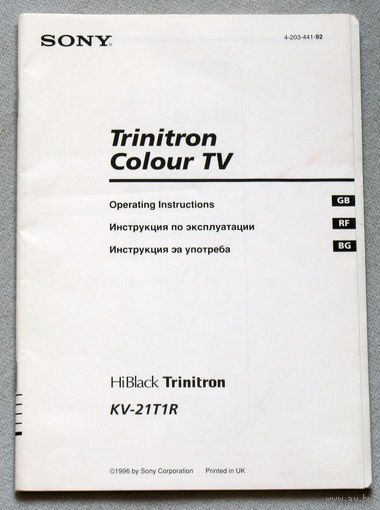 SONY®
4-203-441-92
Trinitron
Colour TV
Operating Instructions GB
Инструкция по эксплуатации RF
Инструкция эа употреба BG
HiBlack Trinitron
KV-21T1R
©1996 by Sony Corporation Printed in UK